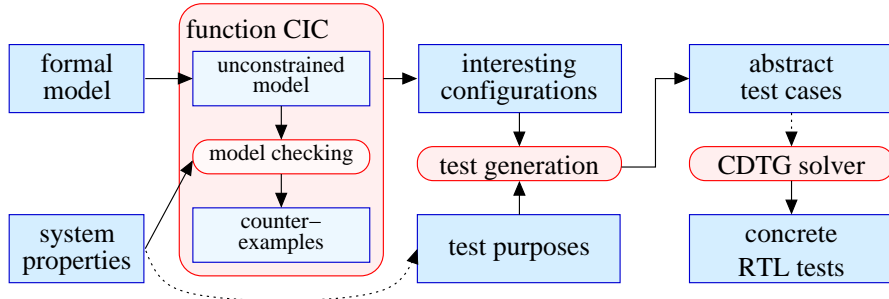 function CIC
formal
model
unconstrained
model
interesting
configurations
abstract
test cases
model checking
test generation
CDTG solver
system
properties
counter–
examples
test purposes
concrete
RTL tests